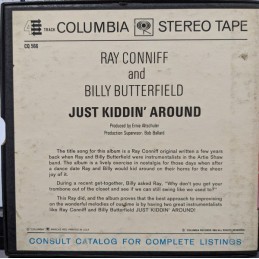 4 TRACK COLUMBIA STEREO TAPE
CQ 586
RAY CONNIFF
and
BILLY BUTTERFIELD
JUST KIDDIN' AROUND
Produced by Ernie Altschuler
Production Supervisor: Bob Ballard
The title song for this album is a Ray Conniff original written a few years
back when Ray and Billy Butterfield were instrumentalists in the Artie Shaw
band. The album is a lively exercise in nostalgia for those days when after a
dance date Ray and Billy would kid around on their horns for the sheer
joy of it.
During a recent get-together, Billy asked Ray, "Why don't you get your
trombone out of the closet and see if we can still swing like we used to?"
This Ray did, and the album proves that the best approach to improvising
on the wonderful melodies of is by having two great instrumentalists
like Ray Conniff and Billy Butterfield JUST KIDDIN' AROUND!
CONSULT CATALOG FOR COMPLETE LISTINGS